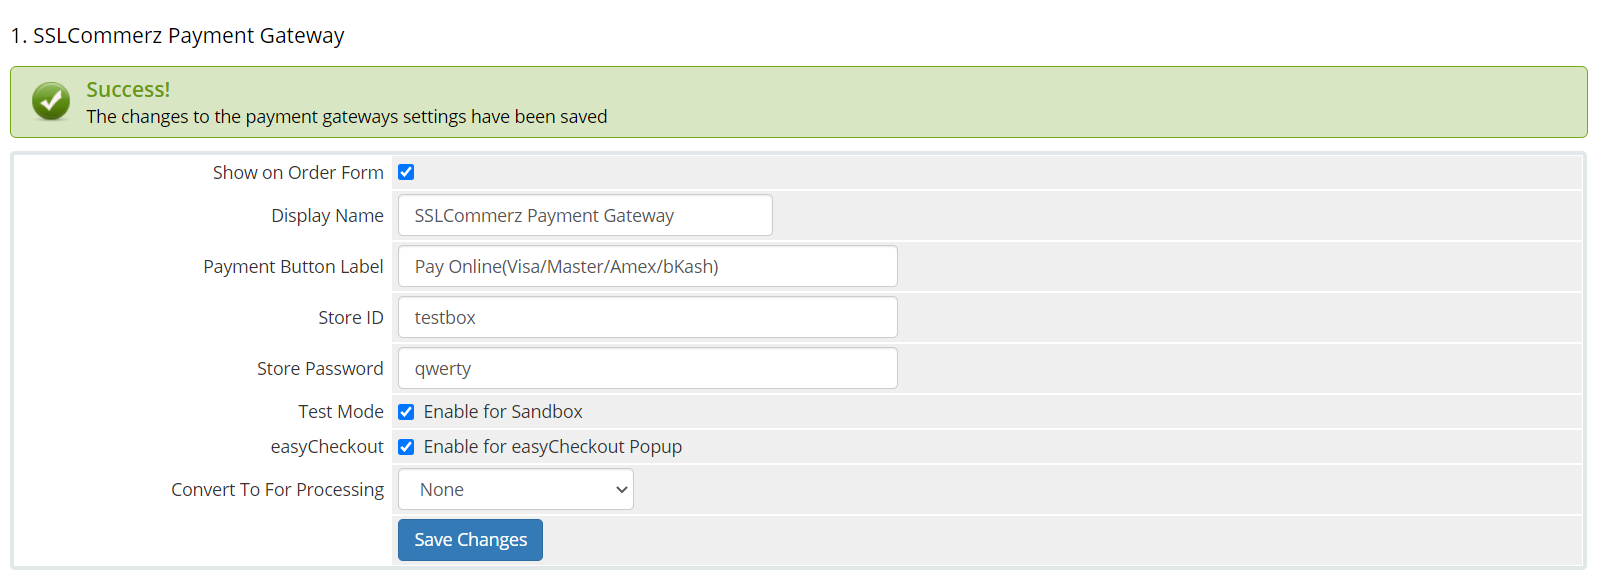 1. SSLCommerz Payment Gateway
Success!
The changes to the payment gateways settings have been saved
Show on Order Form
Display Name SSLCommerz Payment Gateway
Payment Button Label Pay Online(Visa/Master/Amex/bKash)
Store ID testbox
Store Password qwerty
Test Mode Enable for Sandbox
easyCheckout Enable for easyCheckout Popup
Convert To For Processing None
Save Changes